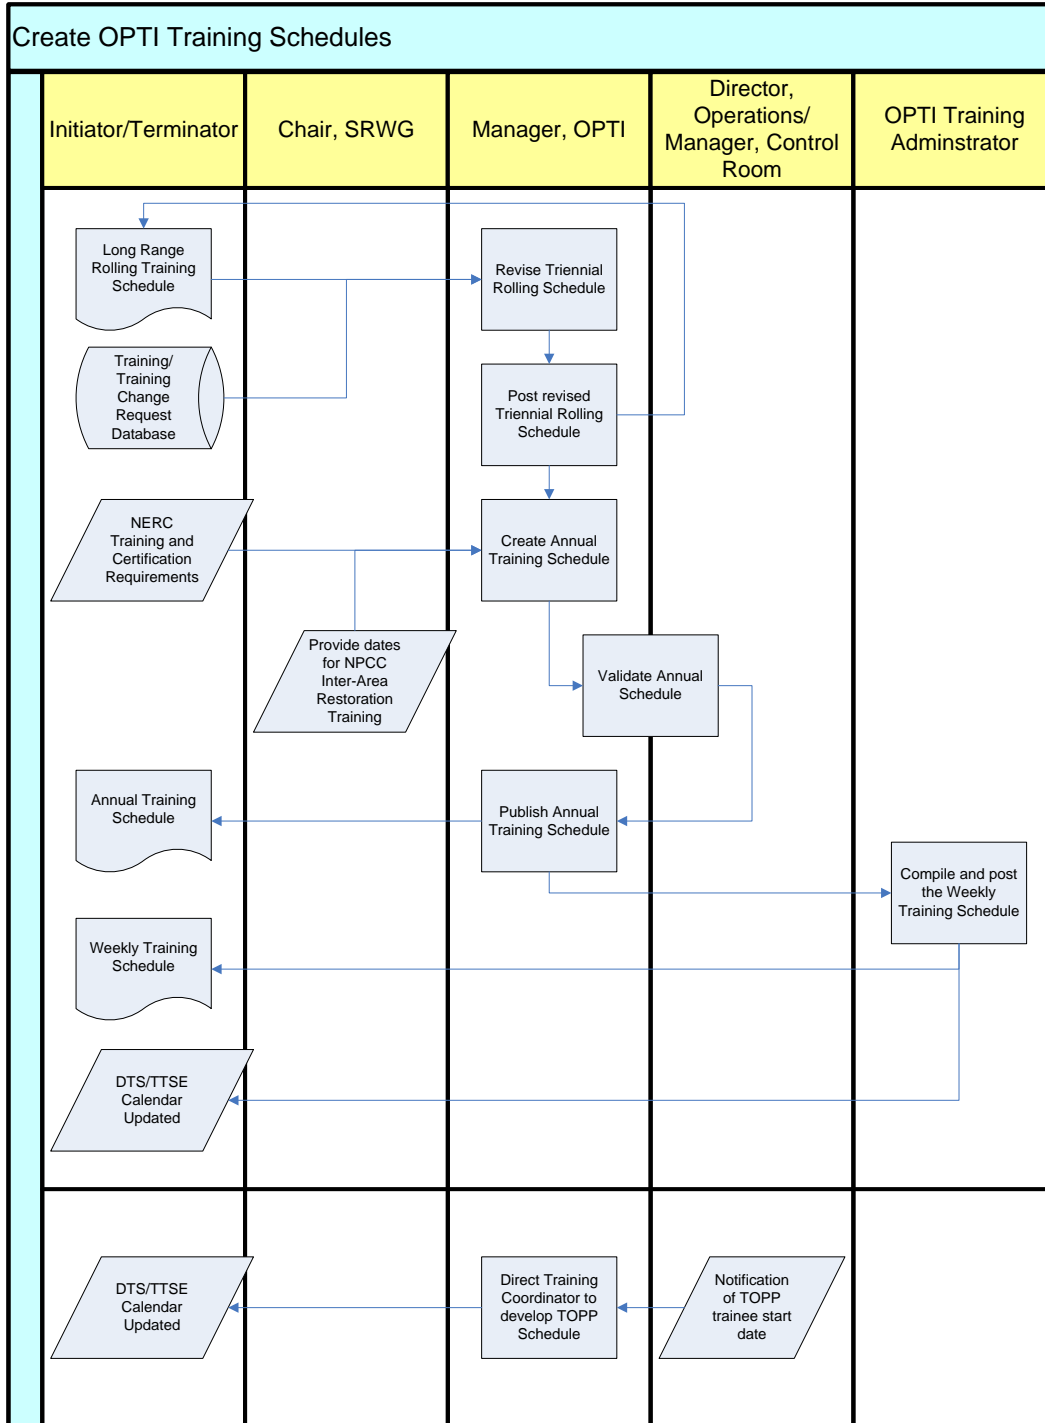 Create OPTI Training Schedules
Initiator/Terminator
Chair, SRWG
Manager, OPTI
Director,
Operations/
Manager, Control
Room
OPTI Training
Adminstrator
Long Range
Rolling Training
Schedule
Revise Triennial
Rolling Schedule
Training/
Training
Change
Request
Database
Post revised
Triennial Rolling
Schedule
NERC
Training and
Certification
Requirements
Create Annual
Training Schedule
Provide dates
for NPCC
Inter-Area
Restoration
Training
Validate Annual
Schedule
Annual Training
Schedule
Publish Annual
Training Schedule
Compile and post
the Weekly
Training Schedule
Weekly Training
Schedule
DTS/TTSE
Calendar
Updated
DTS/TTSE
Calendar
Updated
Direct Training
Coordinator to
develop TOPP
Schedule
Notification
of TOPP
trainee start
date